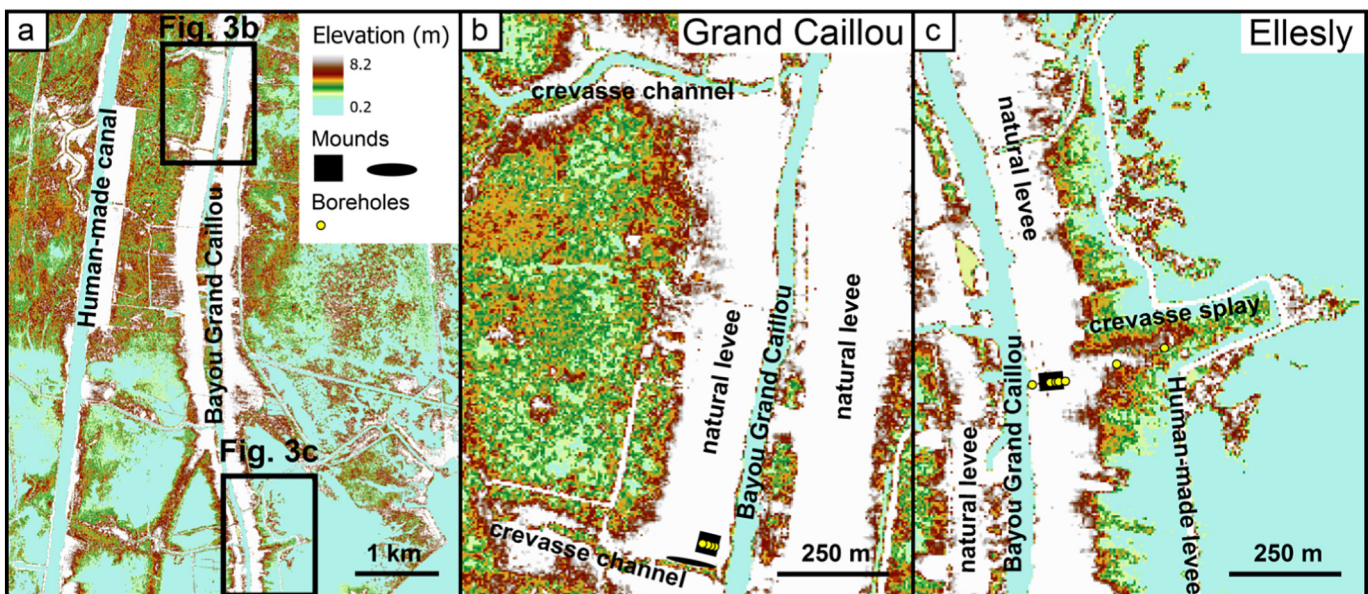 a
Fig. 3b
Elevation (m)
8.2
0.2
Mounds
Boreholes
Human-made canal
Bayou Grand Caillou
Fig. 3c
1 km
b
Grand Caillou
crevasse channel
natural levee
Bayou Grand Caillou
natural levee
crevasse channel
250 m
c
Ellesly
natural levee
crevasse splay
Bayou Grand Caillou
natural levee
Human-made levee
250 m